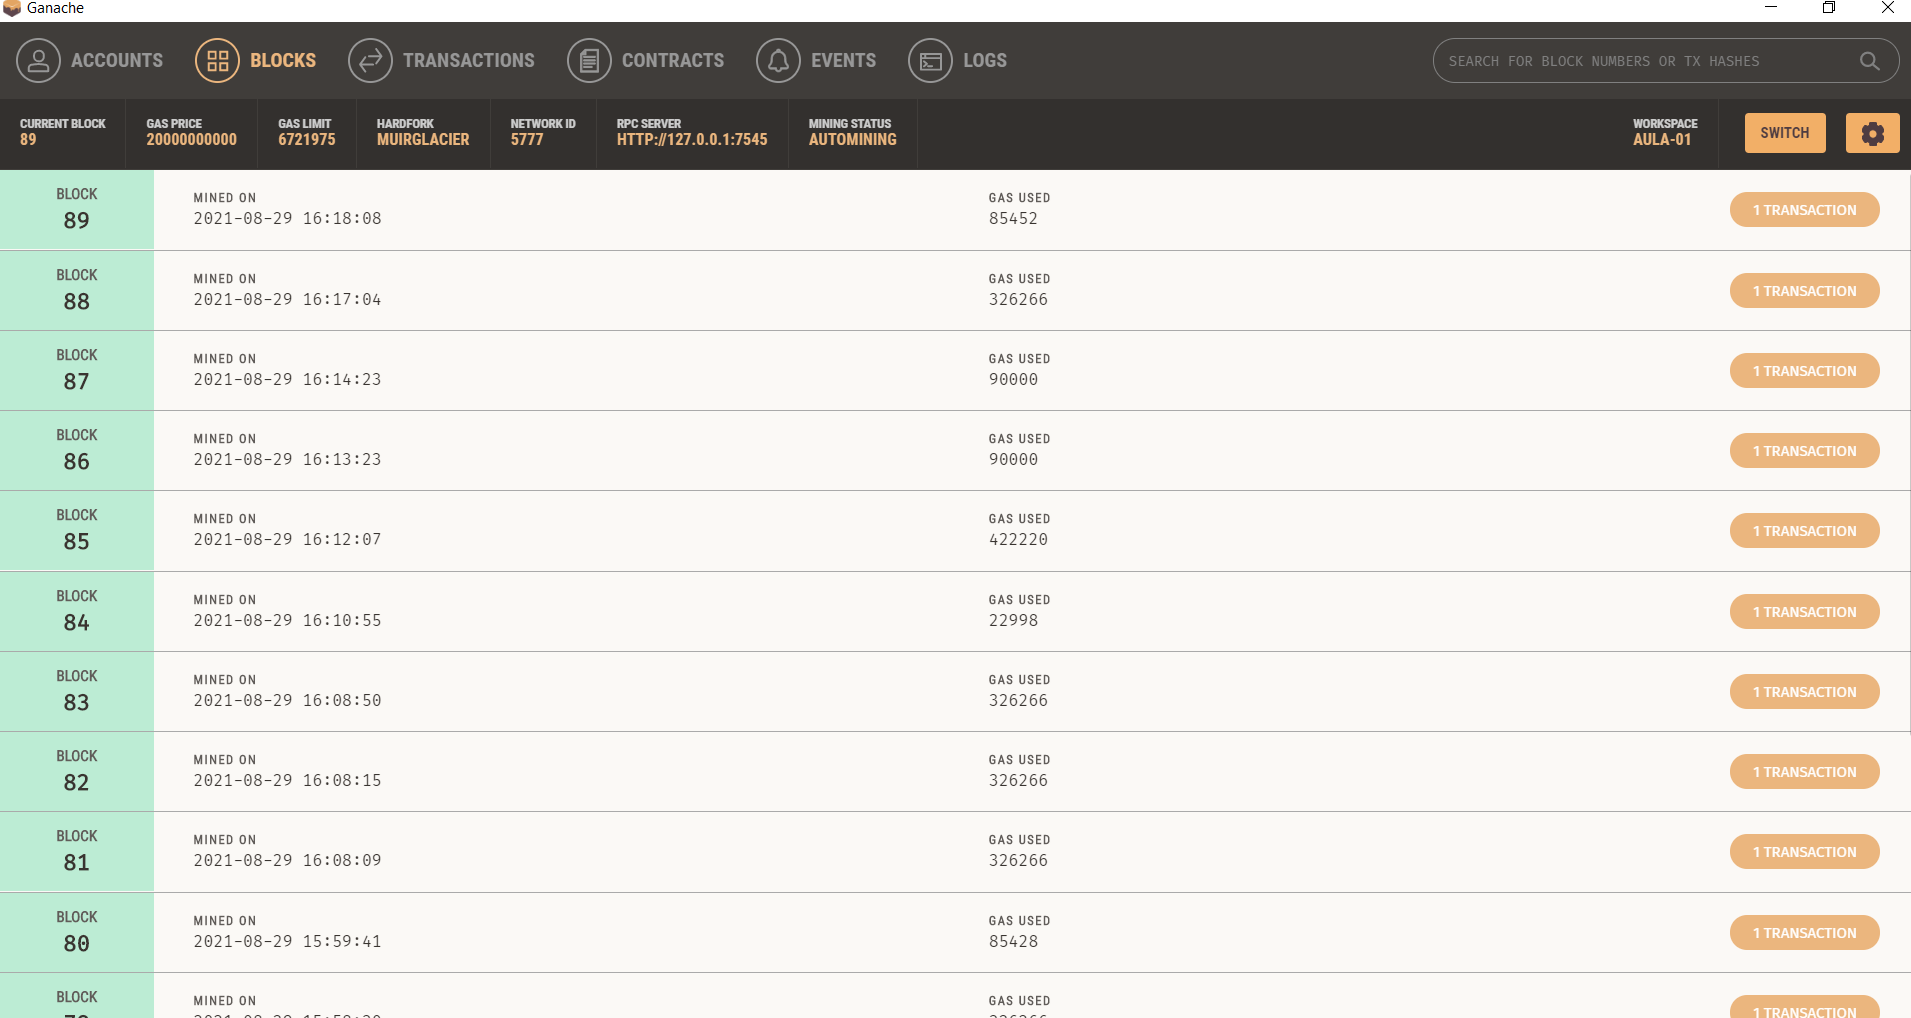 Ganache
ACCOUNTS BLOCKS TRANSACTIONS CONTRACTS EVENTS LOGS SEARCH FOR BLOCK NUMBERS OR TX HASHES
CURRENT BLOCK GAS PRICE GAS LIMIT HARDFORK NETWORK ID RPC SERVER MINING STATUS WORKSPACE
89 20000000000 6721975 MUIRGLACIER 5777 HTTP://127.0.0.1:7545 AUTOMINING AULA-01 SWITCH
BLOCK MINED ON GAS USED
89 2021-08-29 16:18:08 85452 1 TRANSACTION
BLOCK MINED ON GAS USED
88 2021-08-29 16:17:04 326266 1 TRANSACTION
BLOCK MINED ON GAS USED
87 2021-08-29 16:14:23 90000 1 TRANSACTION
BLOCK MINED ON GAS USED
86 2021-08-29 16:13:23 90000 1 TRANSACTION
BLOCK MINED ON GAS USED
85 2021-08-29 16:12:07 422220 1 TRANSACTION
BLOCK MINED ON GAS USED
84 2021-08-29 16:10:55 22998 1 TRANSACTION
BLOCK MINED ON GAS USED
83 2021-08-29 16:08:50 326266 1 TRANSACTION
BLOCK MINED ON GAS USED
82 2021-08-29 16:08:15 326266 1 TRANSACTION
BLOCK MINED ON GAS USED
81 2021-08-29 16:08:09 326266 1 TRANSACTION
BLOCK MINED ON GAS USED
80 2021-08-29 15:59:41 85428 1 TRANSACTION
BLOCK MINED ON GAS USED
1 TRANSACTION